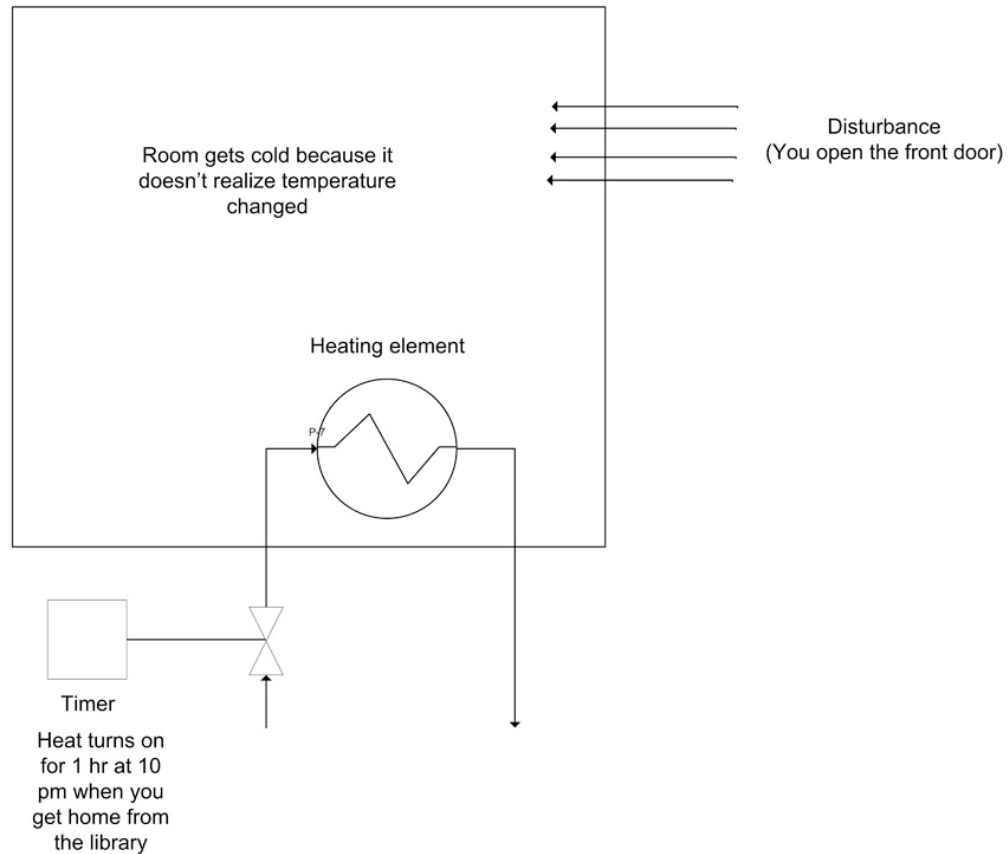 Room gets cold because it
doesn't realize temperature
changed
Disturbance
(You open the front door)
Heating element
P-7
Timer
Heat turns on
for 1 hr at 10
pm when you
get home from
the library